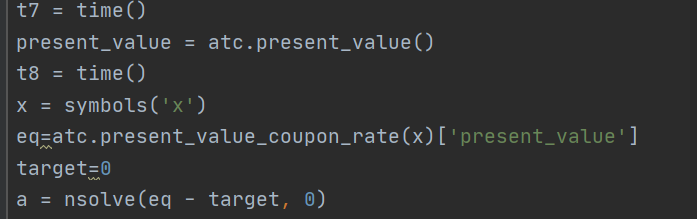 t7 = time()
present_value = atc.present_value()
t8 = time()
x = symbols('x')
eq=atc.present_value_coupon_rate(x)['present_value']
target=0
a = nsolve(eq - target, 0)